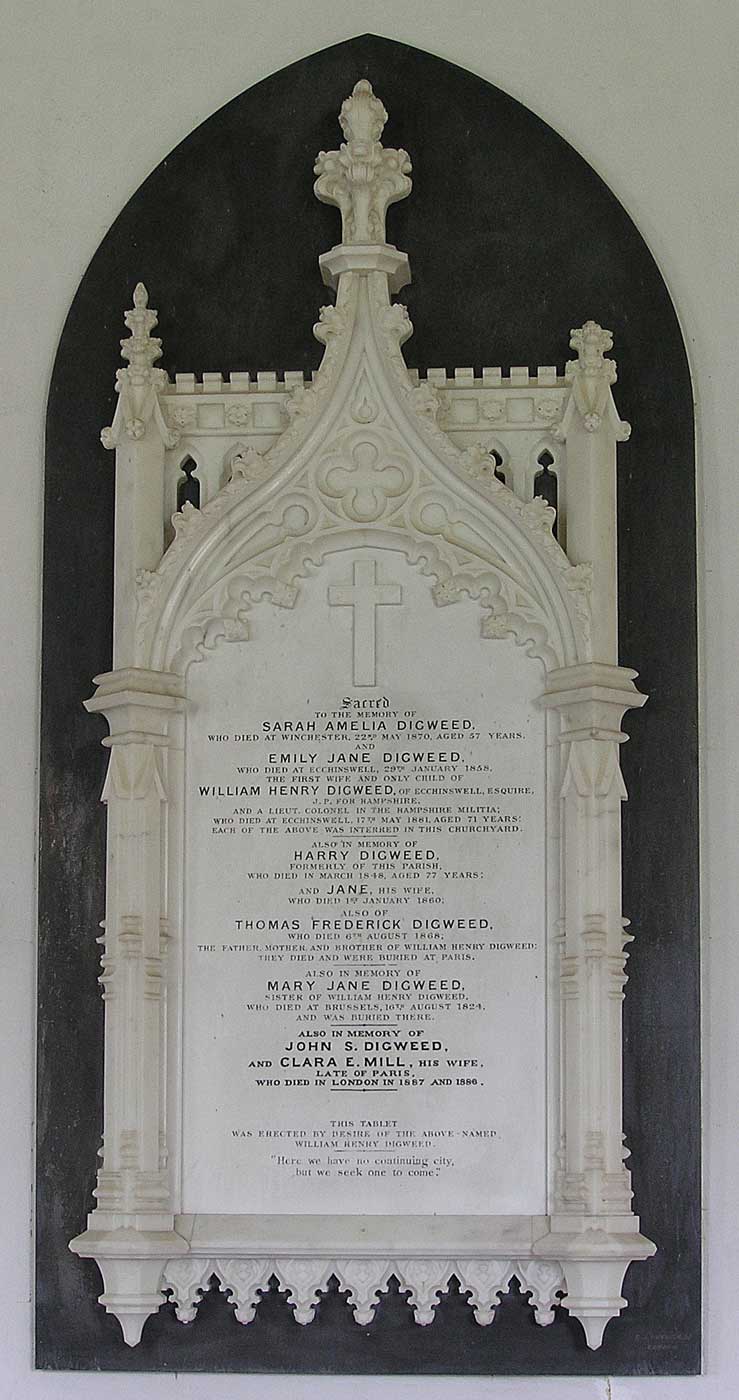 Sacred
TO THE MEMORY OF
SARAH AMELIA DIGWEED,
WHO DIED AT WINCHESTER, 22ND MAY 1870, AGED 57 YEARS.
AND
EMILY JANE DIGWEED,
WHO DIED AT ECCHINSWELL, 29TH JANUARY 1858,
THE FIRST WIFE AND ONLY CHILD OF
WILLIAM HENRY DIGWEED, OF ECCHINSWELL, ESQUIRE,
J.P. FOR HAMPSHIRE,
AND A LIEUT. COLONEL IN THE HAMPSHIRE MILITIA;
WHO DIED AT ECCHINSWELL, 17TH MAY 1881, AGED 71 YEARS:
EACH OF THE ABOVE WAS INTERRED IN THIS CHURCHYARD.
ALSO IN MEMORY OF
HARRY DIGWEED,
FORMERLY OF THIS PARISH,
WHO DIED IN MARCH 1848, AGED 77 YEARS:
AND JANE, HIS WIFE,
WHO DIED 1ST JANUARY 1860;
ALSO OF
THOMAS FREDERICK DIGWEED,
WHO DIED 6TH AUGUST 1868;
THE FATHER, MOTHER, AND BROTHER OF WILLIAM HENRY DIGWEED:
THEY DIED AND WERE BURIED AT PARIS.
ALSO IN MEMORY OF
MARY JANE DIGWEED,
SISTER OF WILLIAM HENRY DIGWEED,
WHO DIED AT BRUSSELS, 16TH AUGUST 1824,
AND WAS BURIED THERE.
ALSO IN MEMORY OF
JOHN S. DIGWEED,
AND CLARA E. MILL, HIS WIFE,
LATE OF PARIS,
WHO DIED IN LONDON IN 1887 AND 1886.
THIS TABLET
WAS ERECTED BY DESIRE OF THE ABOVE-NAMED
WILLIAM HENRY DIGWEED.
"Here we have no continuing city,
but we seek one to come."